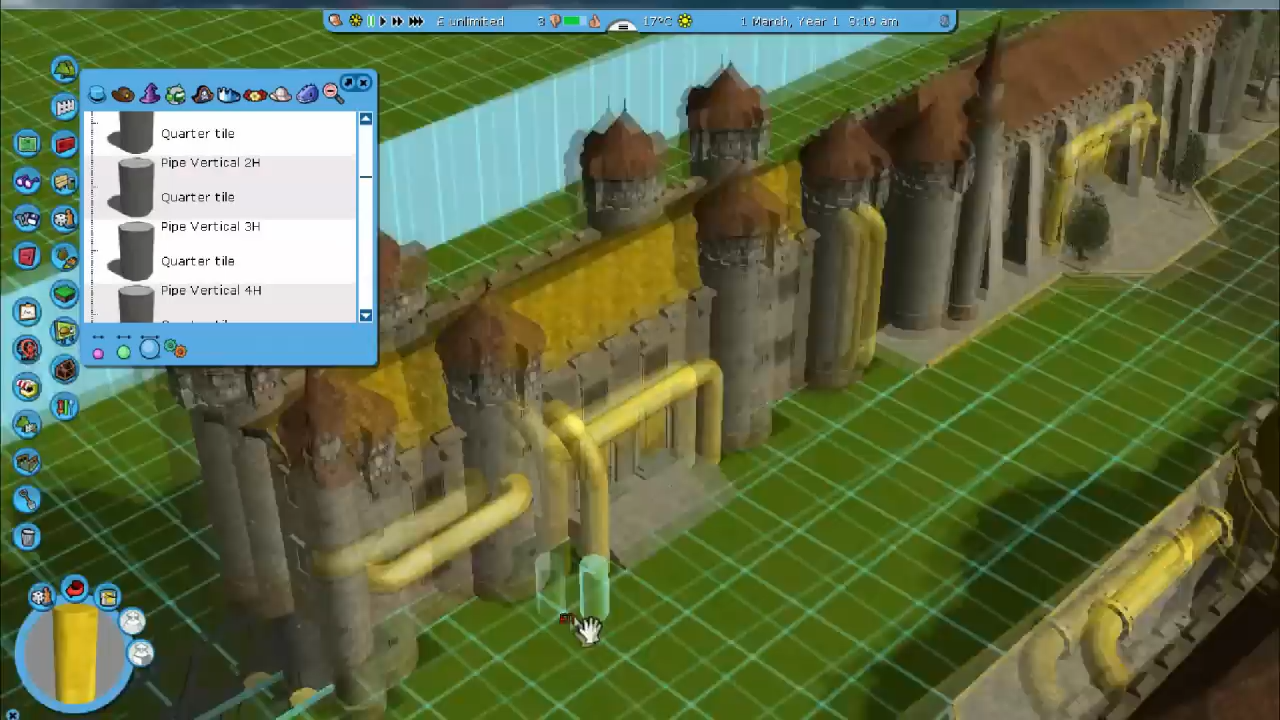 £ unlimited 3 17°C 1 March, Year 1 9:19 am
Quarter tile
Pipe Vertical 2H
Quarter tile
Pipe Vertical 3H
Quarter tile
Pipe Vertical 4H